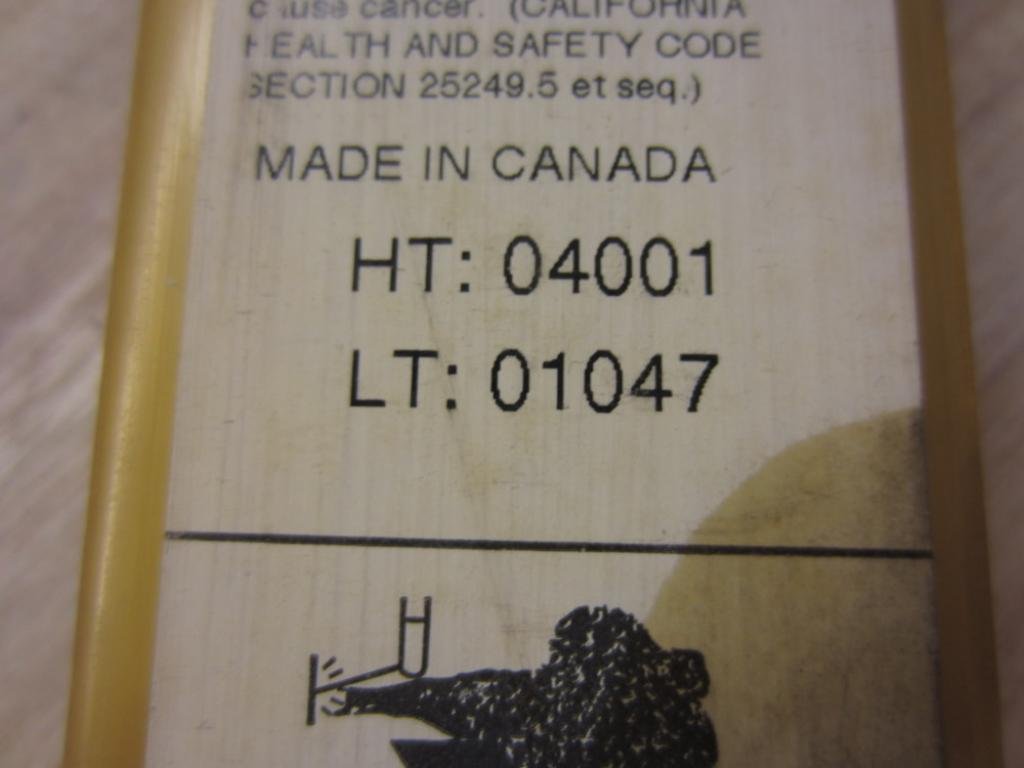 cause cancer. (CALIFORNIA
HEALTH AND SAFETY CODE
SECTION 25249.5 et seq.)
MADE IN CANADA
HT: 04001
LT: 01047